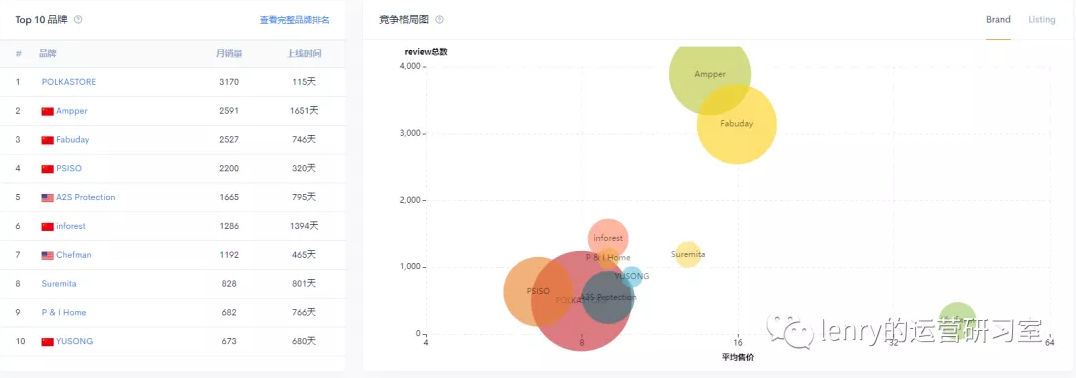 Top 10 品牌
查看完整品牌排名
# 品牌 月销量 上线时间
1 POLKASTORE 3170 115天
2 Ampper 2591 1651天
3 Fabuday 2527 746天
4 PSISO 2200 320天
5 A2S Protection 1665 795天
6 inforest 1286 1394天
7 Chefman 1192 465天
8 Suremita 828 801天
9 P & I Home 682 766天
10 YUSONG 673 680天
竞争格局图
Brand Listing
review总数
4,000
Ampper
Fabuday
3,000
2,000
inforest
P & I Home
Suremita
1,000
YUSONG
PSISO
A2S Protection
0
lenry的运营研习室
4 8 16 32 64
平均售价